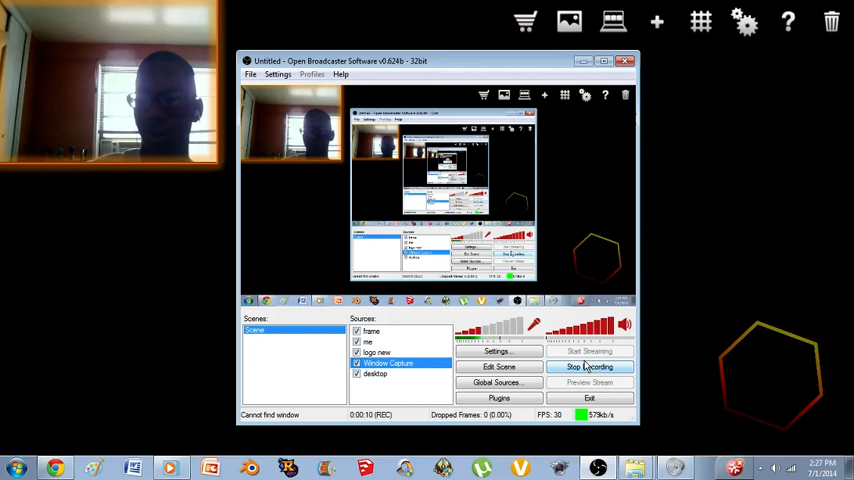 Untitled - Open Broadcaster Software v0.624b - 32bit
File Settings Profiles Help
Scenes:
Scene
Sources:
frame
me
logo new
Window Capture
desktop
Settings...
Start Streaming
Edit Scene
Stop Recording
Global Sources...
Preview Stream
Plugins
Exit
Cannot find window
0:00:10 (REC)
Dropped Frames: 0 (0.00%)
FPS: 30
579kb/s
2:27 PM
7/1/2014